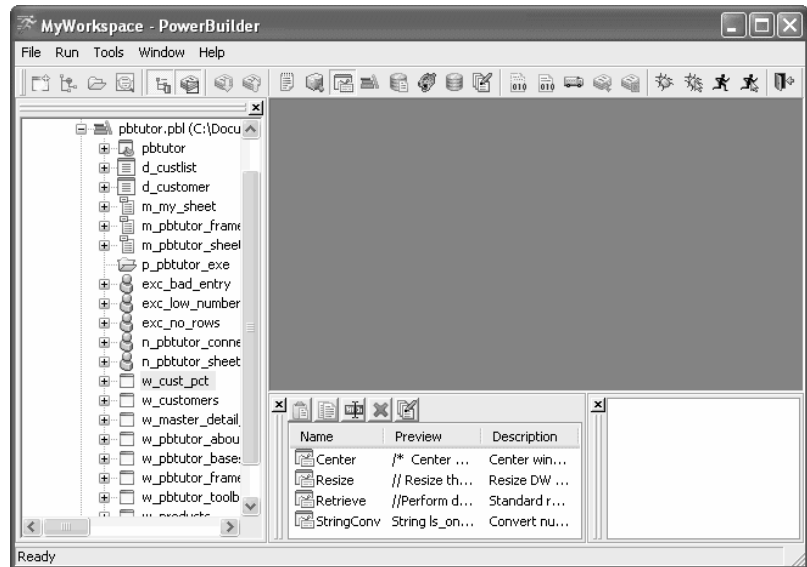 MyWorkspace - PowerBuilder
File Run Tools Window Help
pbtutor.pbl (C:\Docu
pbtutor
d_custlist
d_customer
m_my_sheet
m_pbtutor_frame
m_pbtutor_sheet
p_pbtutor_exe
exc_bad_entry
exc_low_number
exc_no_rows
n_pbtutor_conne
n_pbtutor_sheet
w_cust_pct
w_customers
w_master_detail_
w_pbtutor_abou
w_pbtutor_base:
w_pbtutor_frame
w_pbtutor_toolb
w_products
Name Preview Description
Center /* Center ... Center win...
Resize // Resize th... Resize DW ...
Retrieve //Perform d... Standard r...
StringConv String ls_on... Convert nu...
Ready